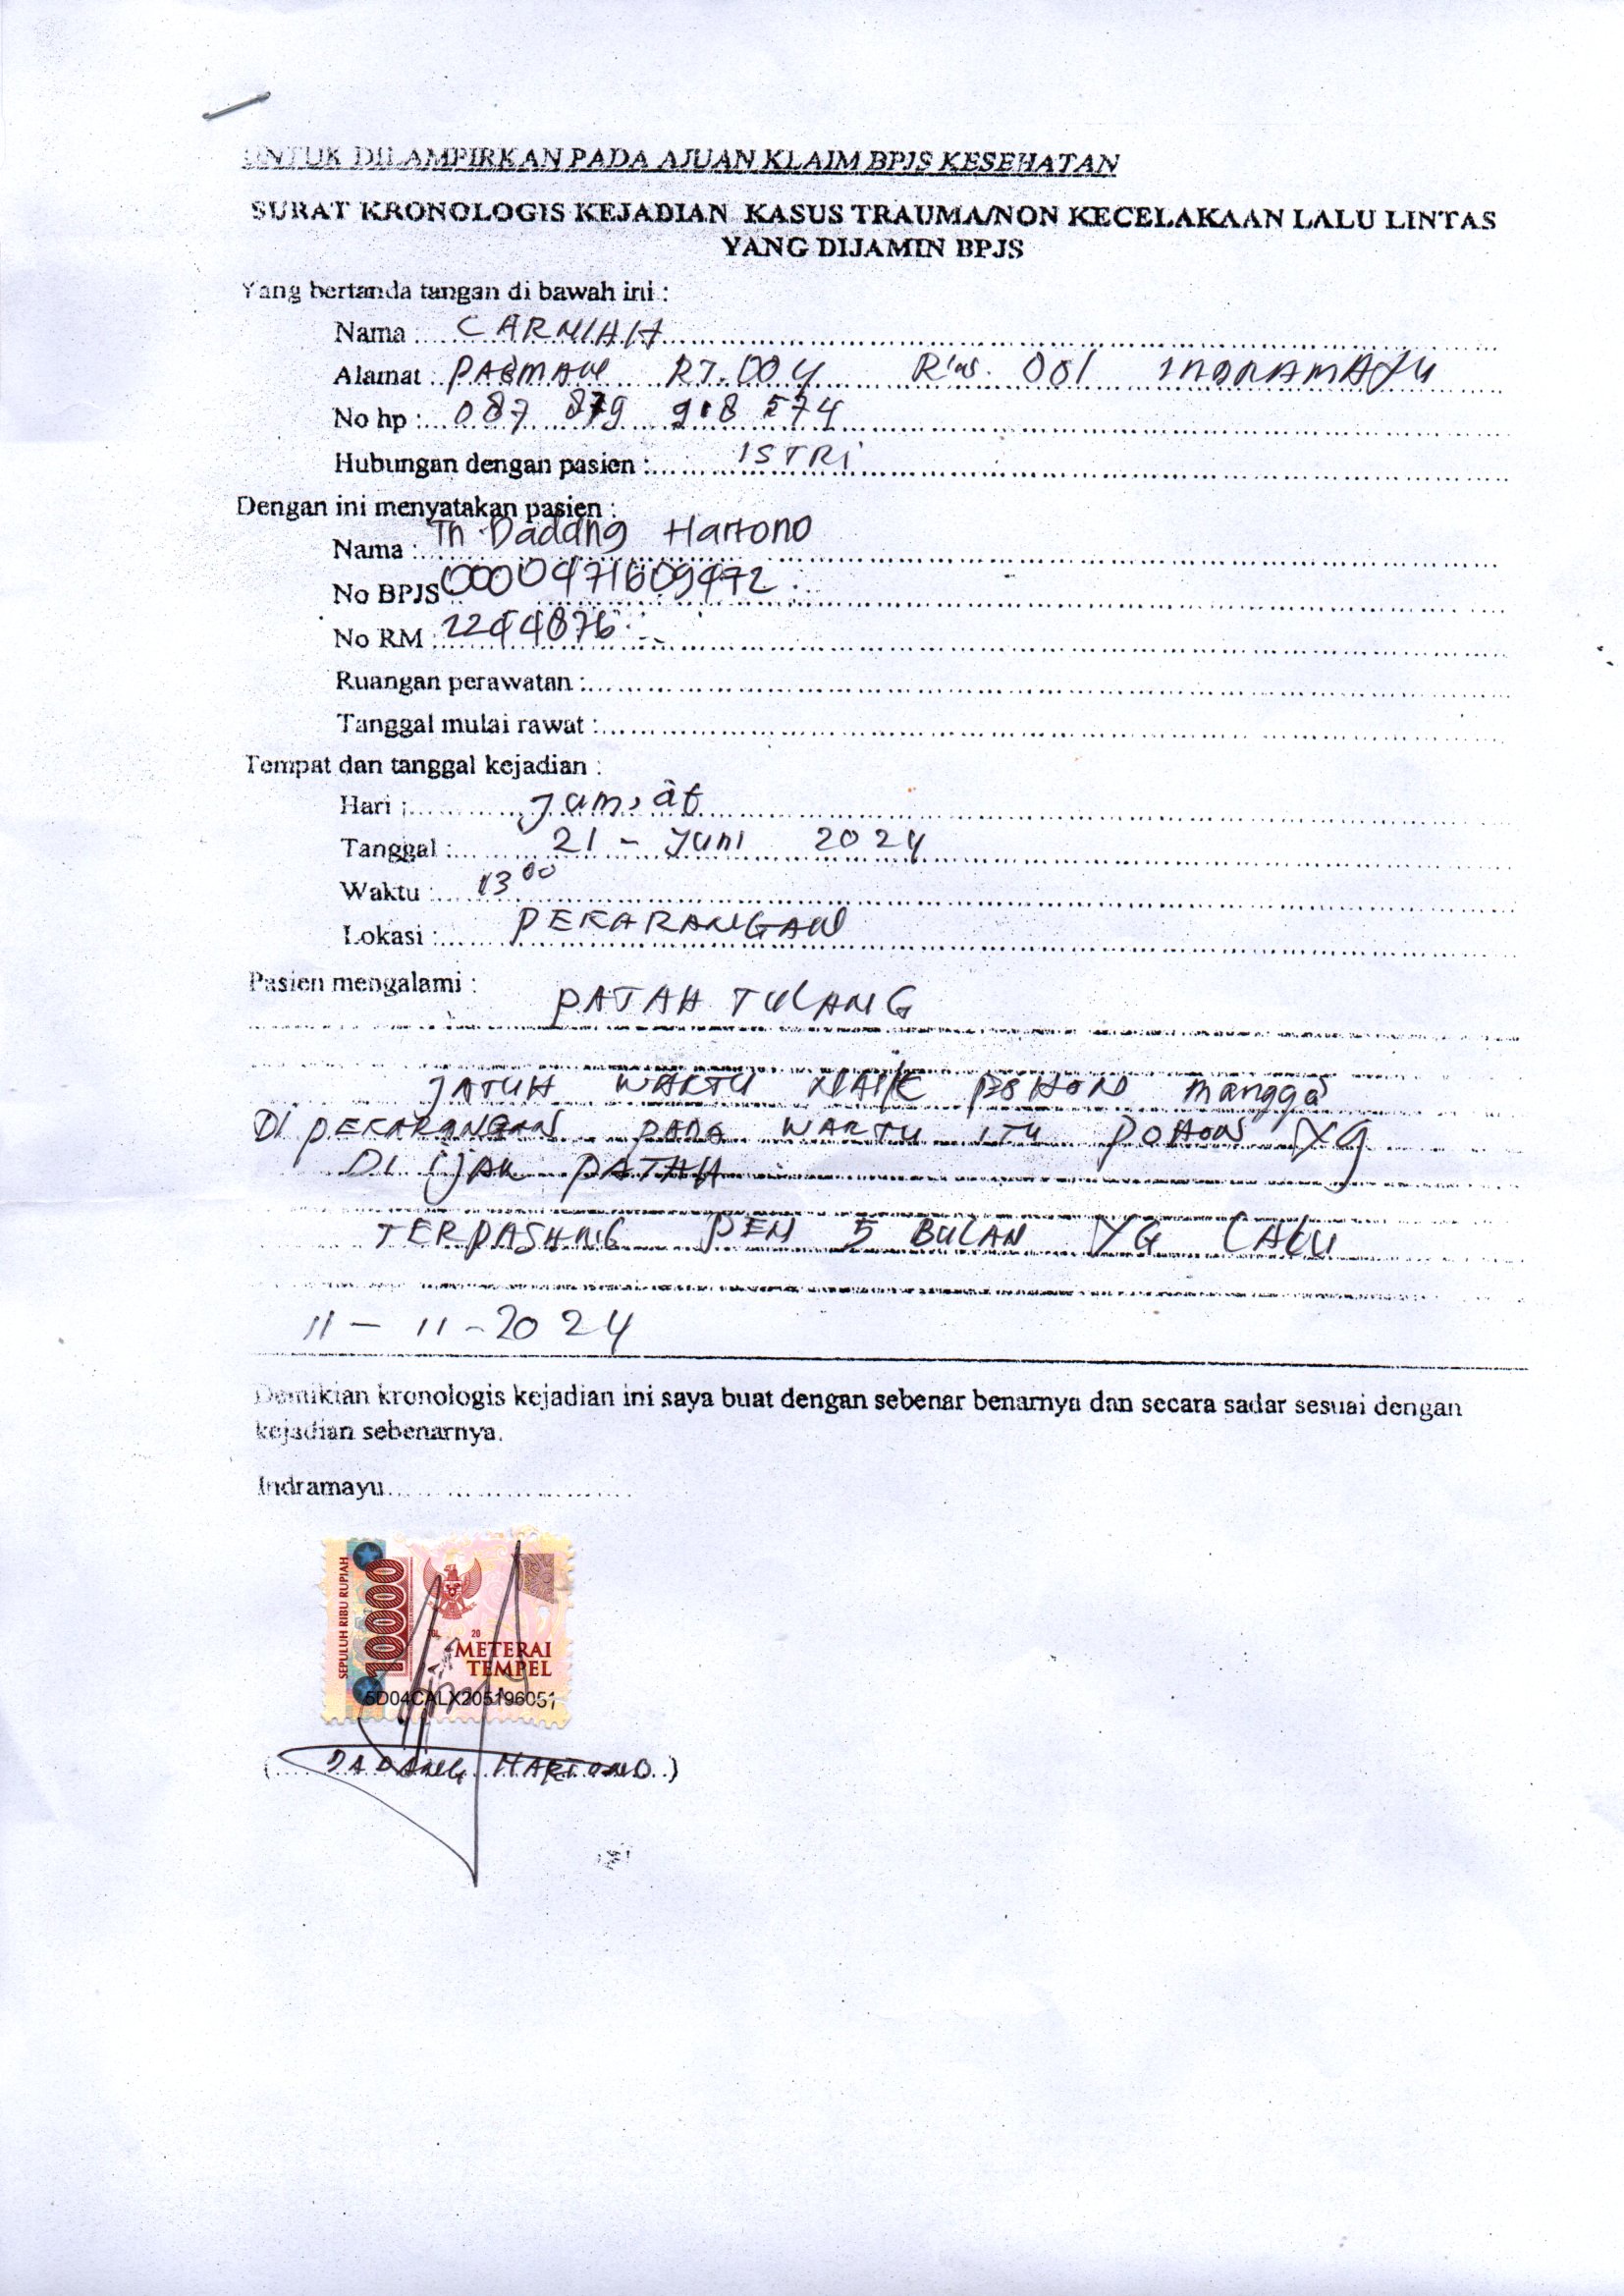 UNTUK DILAMPIRKAN PADA AJUAN KLAIM BPJS KESEHATAN
SURAT KRONOLOGIS KEJADIAN KASUS TRAUMA/NON KECELAKAAN LALU LINTAS
YANG DIJAMIN BPJS
Yang bertanda tangan di bawah ini :
Nama : CARNIAH
Alamat : PABEAN RT. 004 RW. 001 INDRAMAYU
No hp : 087 879 918 574
Hubungan dengan pasien : ISTRI
Dengan ini menyatakan pasien :
Nama : Tn Dadang Hartono
No BPJS 0000471609472
No RM : 2244876
Ruangan perawatan :
Tanggal mulai rawat :
Tempat dan tanggal kejadian :
Hari : Jum,at
Tanggal : 21 - Juni 2024
Waktu : 13 00
Lokasi : PEKARANGAN
Pasien mengalami : PATAH TULANG
JATUH WAKTU NAIK POHON mangga
DI PEKARANGAN PADA WAKTU ITU POHON YG
DI IJAK PATAH
TERPASANG PEN 5 BULAN YG LALU
11 - 11 - 2024
Demikian kronologis kejadian ini saya buat dengan sebenar benarnya dan secara sadar sesuai dengan
kejadian sebenarnya.
Indramayu
SEPULUH RIBU RUPIAH
10000
TGL. 20
METERAI
TEMPEL
5D04CALX205196051
( DADANG HARTONO )